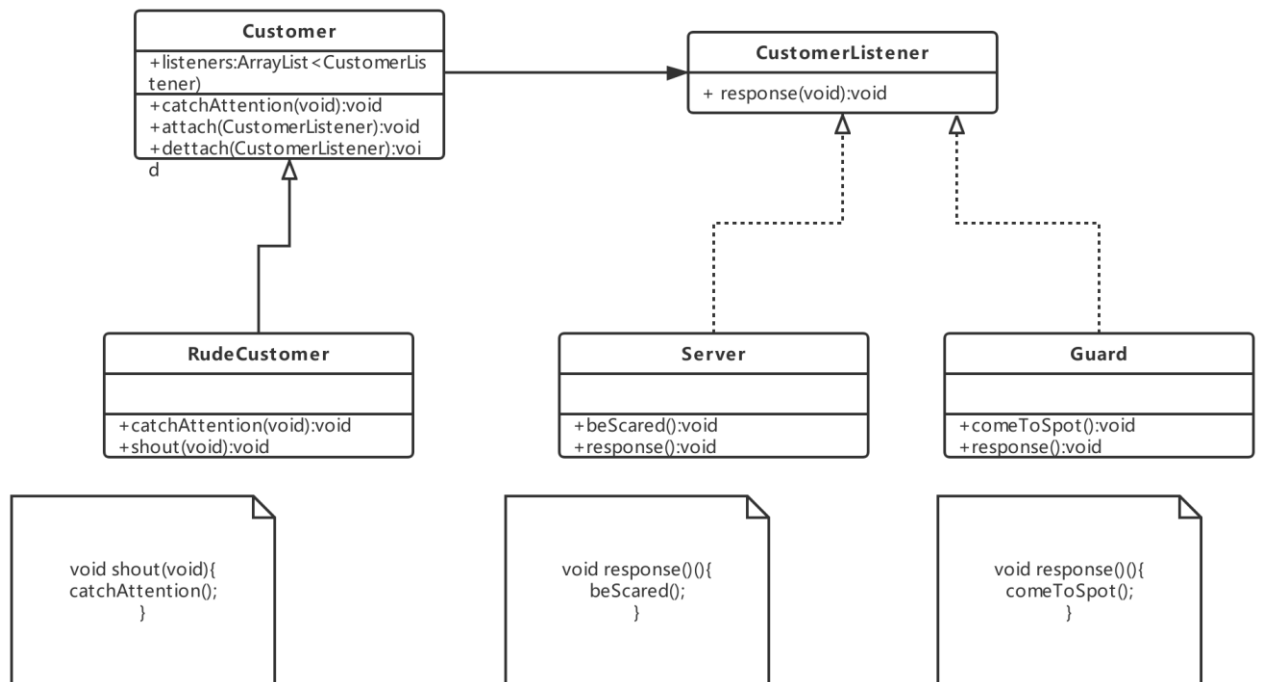 Customer
+listeners:ArrayList<CustomerLis
tener)
+catchAttention(void):void
+attach(CustomerListener):void
+dettach(CustomerListener):voi
d
CustomerListener
+ response(void):void
RudeCustomer
+catchAttention(void):void
+shout(void):void
Server
+beScared():void
+response():void
Guard
+comeToSpot():void
+response():void
void shout(void){
catchAttention();
}
void response()(){
beScared();
}
void response()(){
comeToSpot();
}